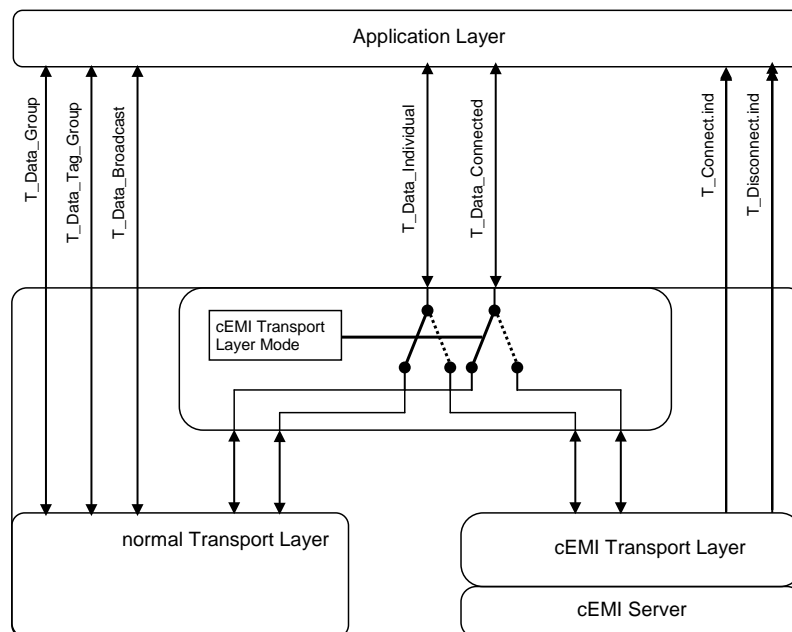 Application Layer
T_Data_Group
T_Data_Tag_Group
T_Data_Broadcast
T_Data_Individual
T_Data_Connected
T_Connect.ind
T_Disconnect.ind
cEMI Transport
Layer Mode
normal Transport Layer
cEMI Transport Layer
cEMI Server